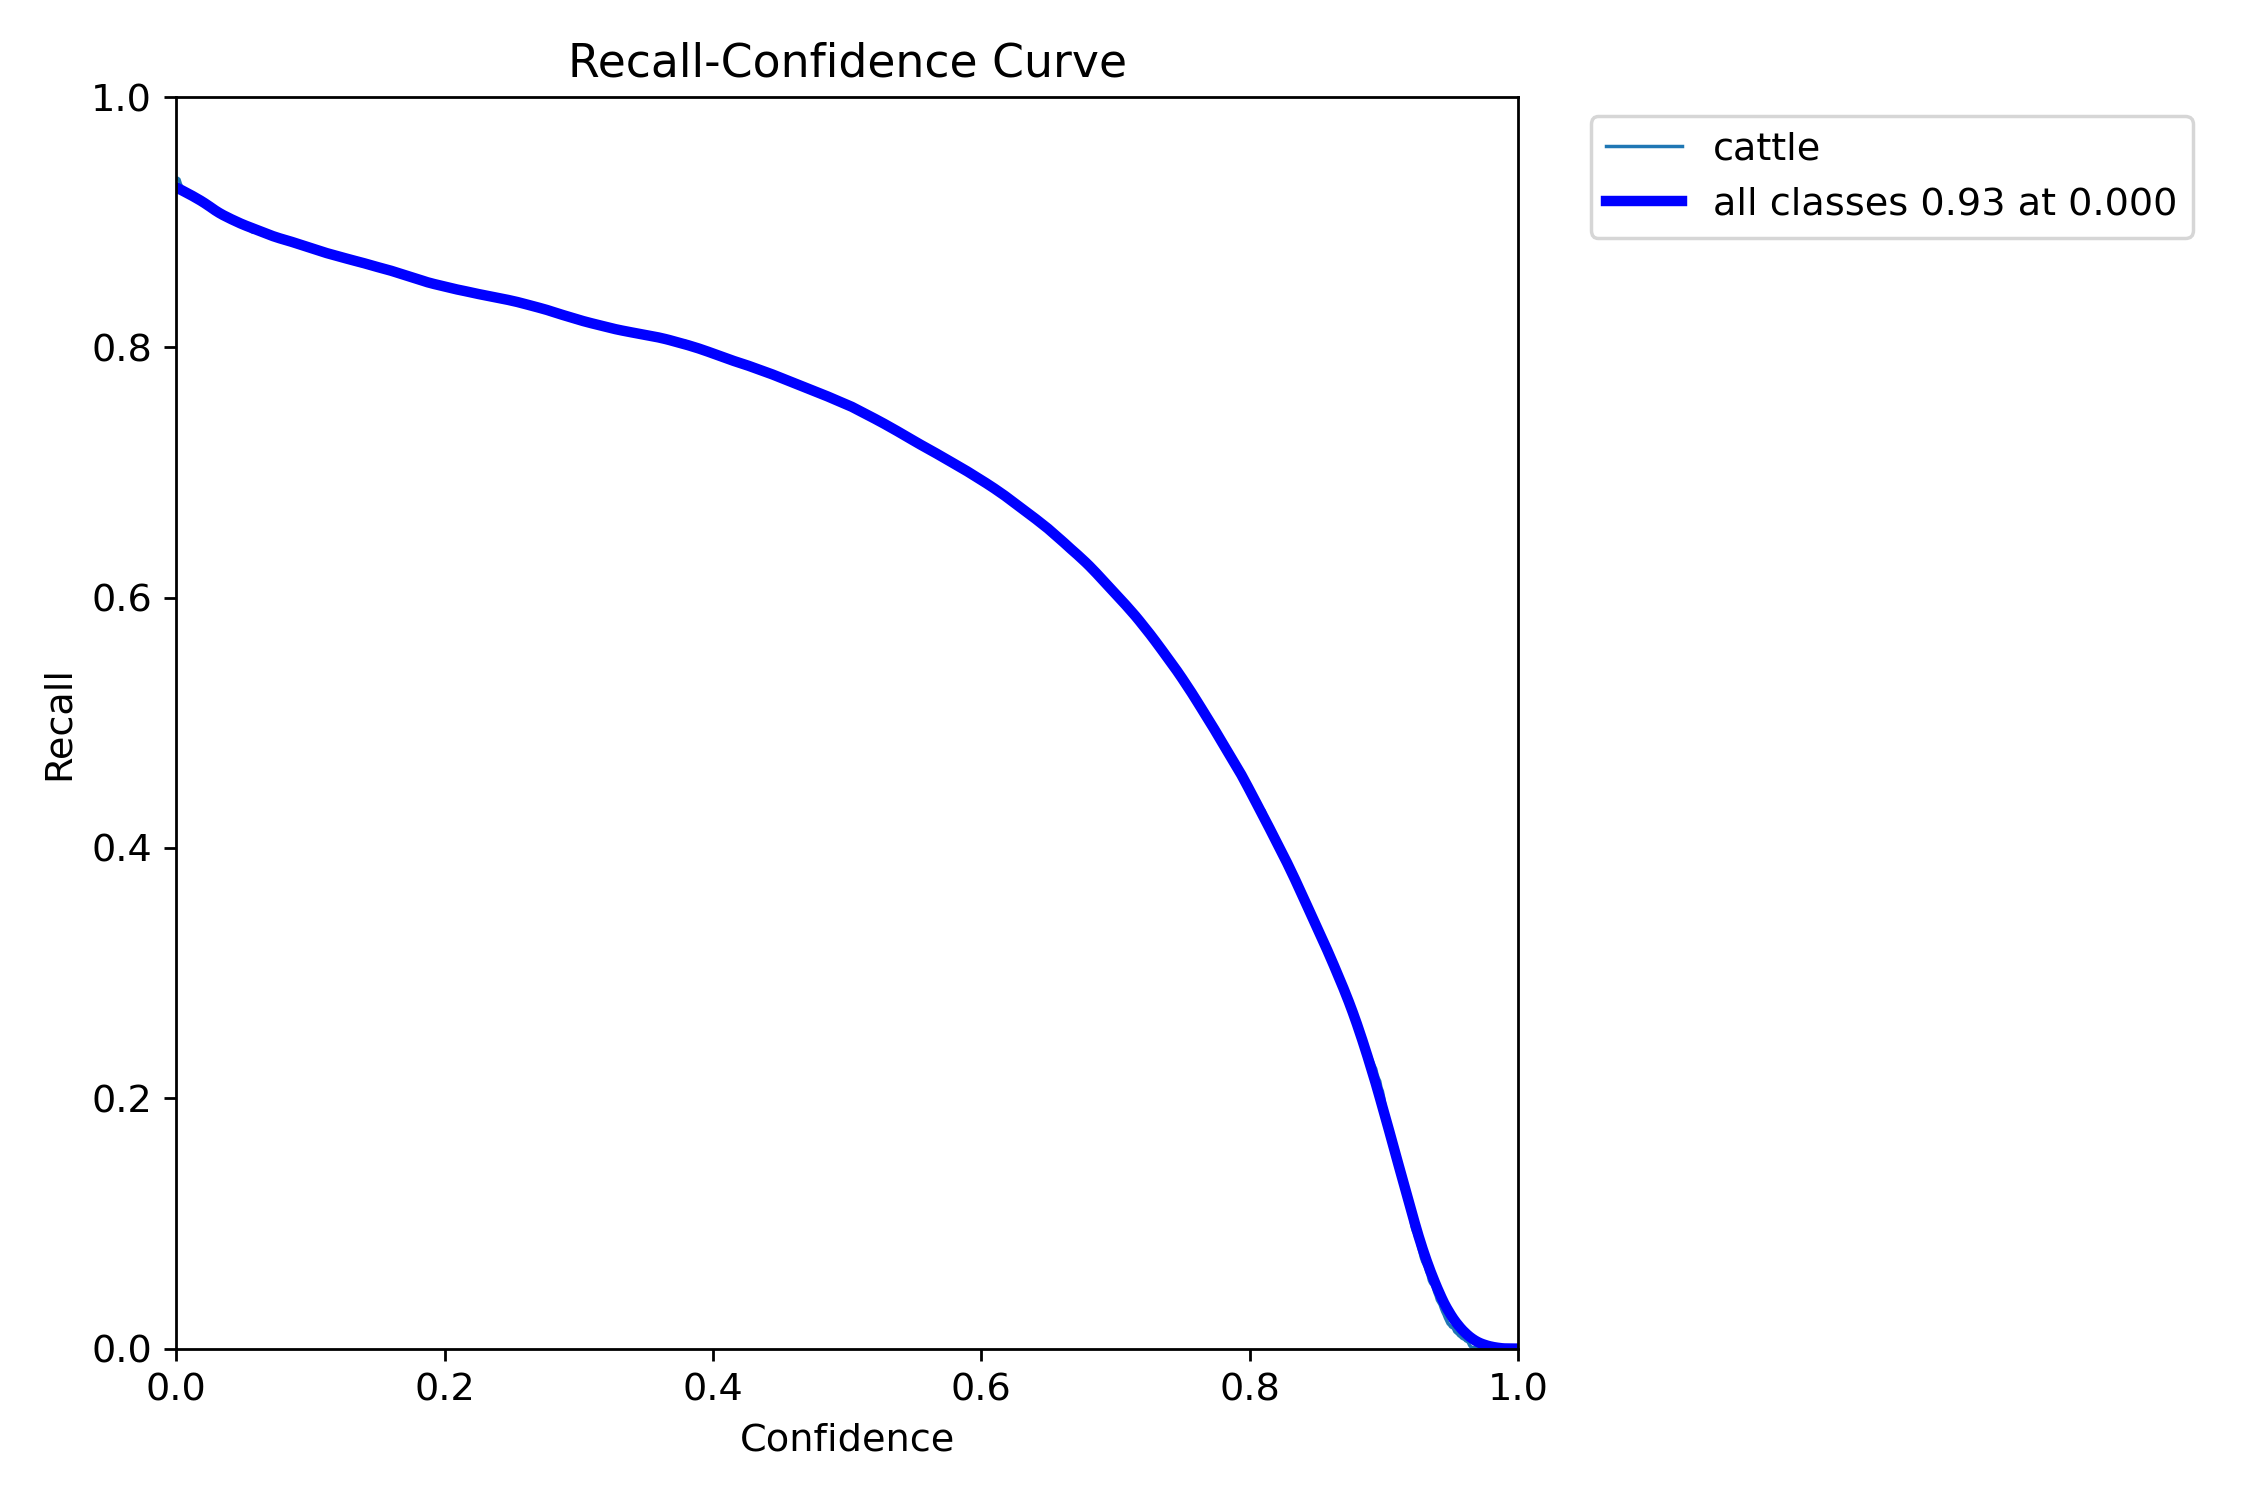 Recall-Confidence Curve
1.0
0.8
0.6
0.4
0.2
0.0
Recall
0.0 0.2 0.4 0.6 0.8 1.0
Confidence
cattle
all classes 0.93 at 0.000